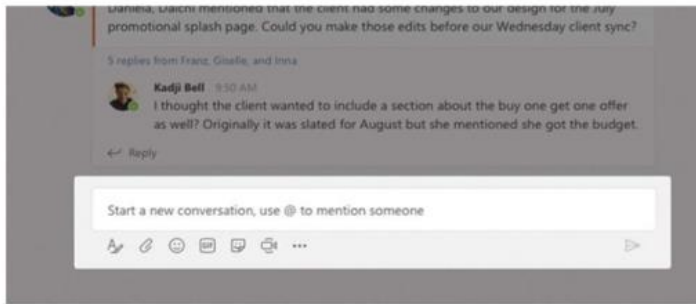 Daniela, Daichi mentioned that the client had some changes to our design for the July
promotional splash page. Could you make those edits before our Wednesday client sync?
5 replies from Franz, Giselle, and Inna
Kadji Bell 9:50 AM
I thought the client wanted to include a section about the buy one get one offer
as well? Originally it was slated for August but she mentioned she got the budget.
Reply
Start a new conversation, use @ to mention someone
GIF